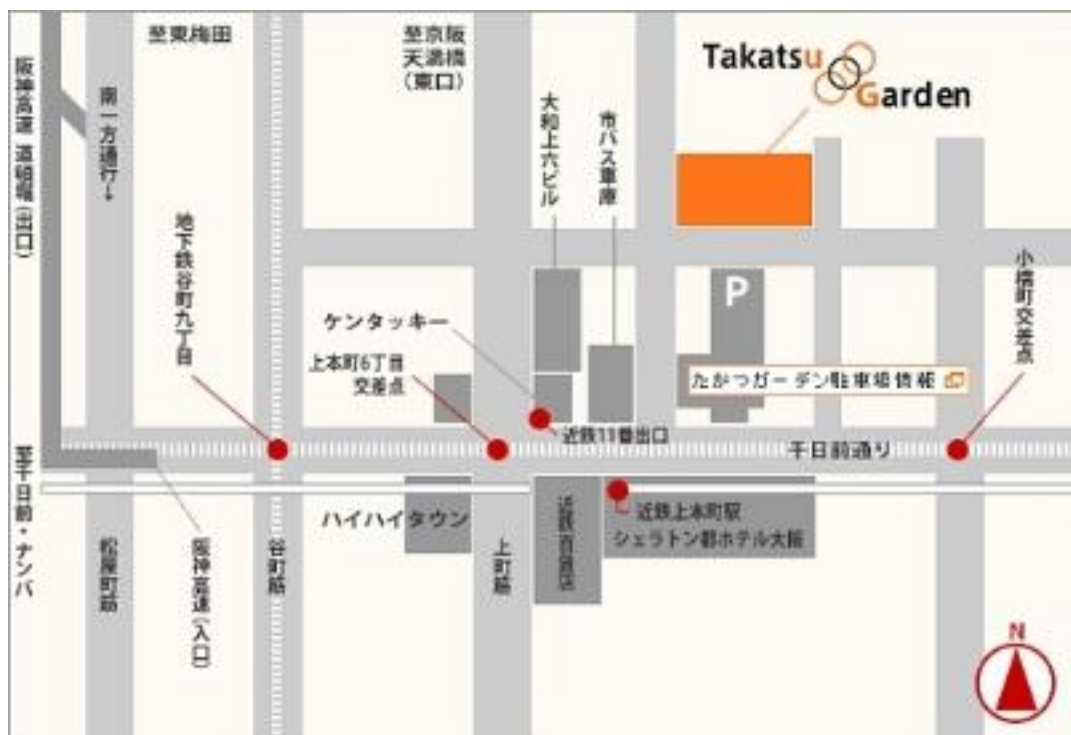 至東梅田
至京阪
天満橋
(東口)
Takatsu
Garden
阪神高速 道頓堀(出口)
南一方通行→
大和上六ビル
市バス車庫
地下鉄谷町九丁目
小橋町交差点
P
ケンタッキー
上本町6丁目
交差点
たかつガーデン駐車場情報
近鉄11番出口
千日前通り
至千日前・ナンバ
ハイハイタウン
近鉄百貨店
近鉄上本町駅
シェラトン都ホテル大阪
松屋町筋
阪神高速(入口)
谷町筋
上町筋
N